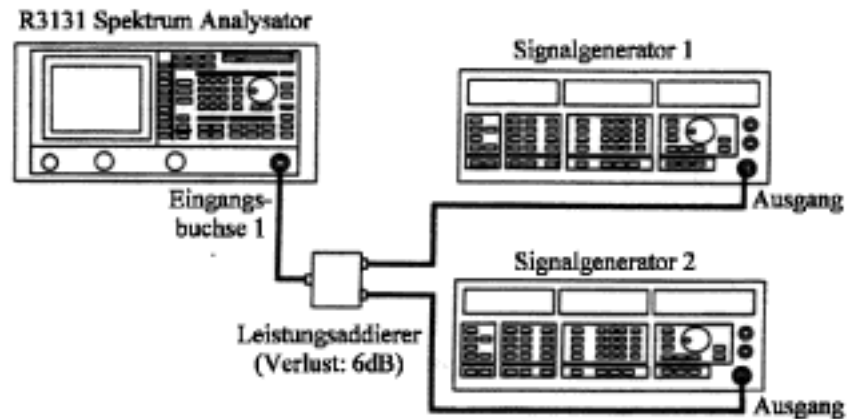 R3131 Spektrum Analysator
Signalgenerator 1
Eingangs-
buchse 1
Ausgang
Signalgenerator 2
Leistungsaddierer
(Verlust: 6dB)
Ausgang